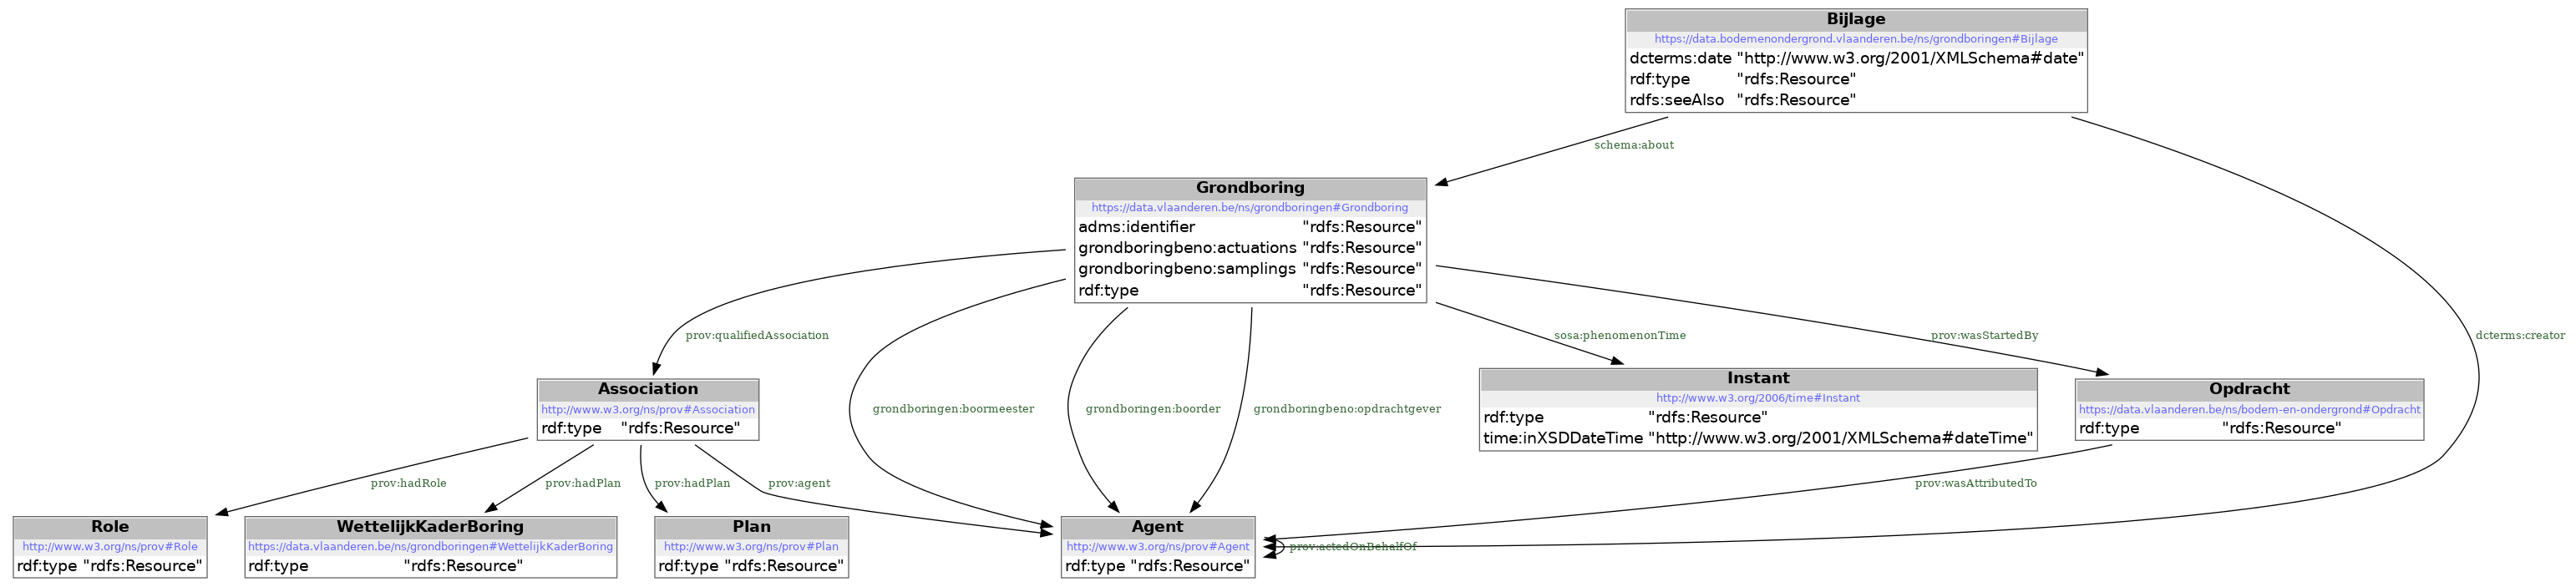 Bijlage
https://data.bodemenondergrond.vlaanderen.be/ns/grondboringen#Bijlage
dcterms:date "http://www.w3.org/2001/XMLSchema#date"
rdf:type "rdfs:Resource"
rdfs:seeAlso "rdfs:Resource"
schema:about
Grondboring
https://data.vlaanderen.be/ns/grondboringen#Grondboring
adms:identifier "rdfs:Resource"
grondboringbeno:actuations "rdfs:Resource"
grondboringbeno:samplings "rdfs:Resource"
rdf:type "rdfs:Resource"
prov:qualifiedAssociation
sosa:phenomenonTime
prov:wasStartedBy
dcterms:creator
grondboringen:boormeester
grondboringen:boorder
grondboringbeno:opdrachtgever
Association
http://www.w3.org/ns/prov#Association
rdf:type "rdfs:Resource"
Instant
http://www.w3.org/2006/time#Instant
rdf:type "rdfs:Resource"
time:inXSDDateTime "http://www.w3.org/2001/XMLSchema#dateTime"
Opdracht
https://data.vlaanderen.be/ns/bodem-en-ondergrond#Opdracht
rdf:type "rdfs:Resource"
prov:hadRole
prov:hadPlan
prov:hadPlan
prov:agent
prov:wasAttributedTo
Role
http://www.w3.org/ns/prov#Role
rdf:type "rdfs:Resource"
WettelijkKaderBoring
https://data.vlaanderen.be/ns/grondboringen#WettelijkKaderBoring
rdf:type "rdfs:Resource"
Plan
http://www.w3.org/ns/prov#Plan
rdf:type "rdfs:Resource"
Agent
http://www.w3.org/ns/prov#Agent
rdf:type "rdfs:Resource"
prov:actedOnBehalfOf